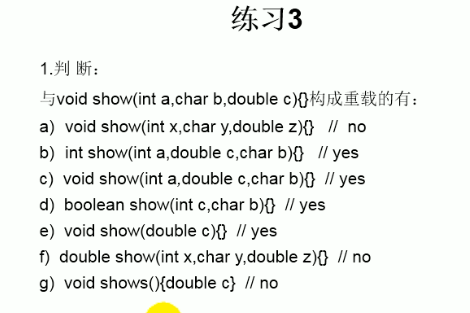 练习3
1.判 断：
与void show(int a,char b,double c){}构成重载的有：
a) void show(int x,char y,double z){} // no
b) int show(int a,double c,char b){} // yes
c) void show(int a,double c,char b){} // yes
d) boolean show(int c,char b){} // yes
e) void show(double c){} // yes
f) double show(int x,char y,double z){} // no
g) void shows(){double c} // no